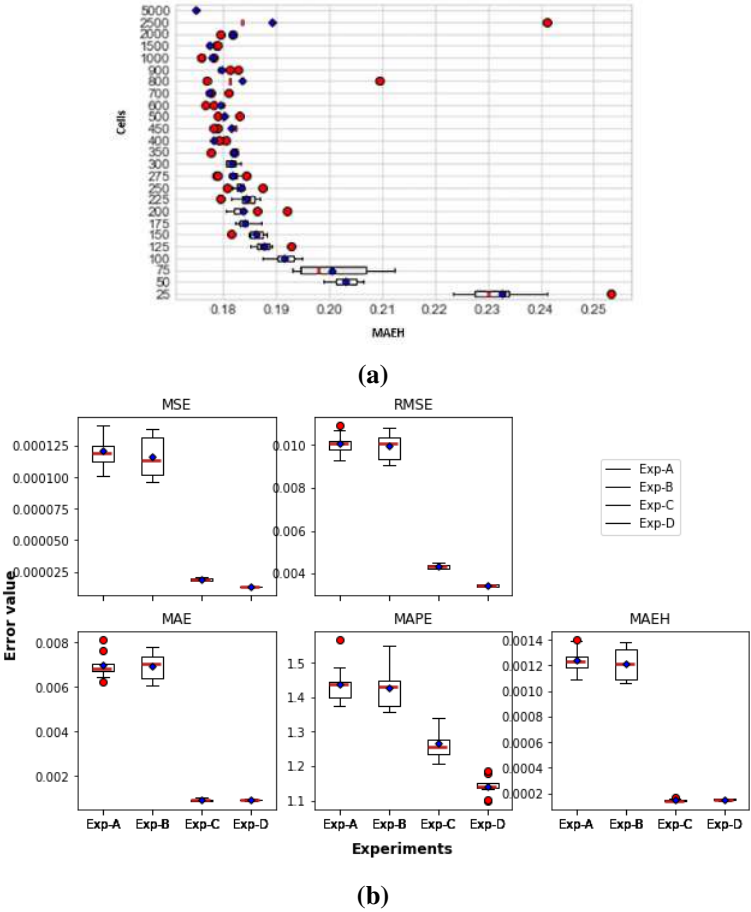 5000
2500
2000
1500
1000
900
800
700
600
500
450
400
350
300
275
250
225
200
175
150
125
100
75
50
25
Cells
0.18 0.19 0.20 0.21 0.22 0.23 0.24 0.25
MAEH
(a)
MSE
RMSE
0.000125
0.000100
0.000075
0.000050
0.000025
0.010
0.008
0.006
0.004
Exp-A
Exp-B
Exp-C
Exp-D
Error value
MAE
MAPE
MAEH
0.008
0.006
0.004
0.002
1.5
1.4
1.3
1.2
1.1
0.0014
0.0012
0.0010
0.0008
0.0006
0.0004
0.0002
Exp-A Exp-B Exp-C Exp-D
Exp-A Exp-B Exp-C Exp-D
Exp-A Exp-B Exp-C Exp-D
Experiments
(b)